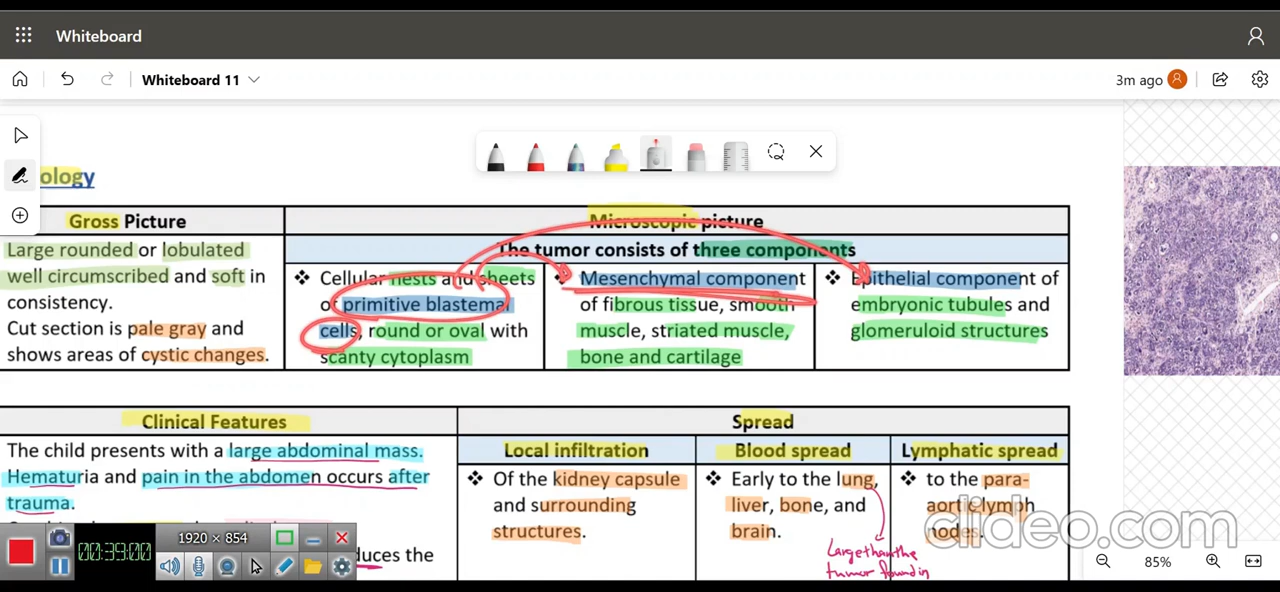 Whiteboard
Whiteboard 11
3m ago
ology
Gross Picture
Large rounded or lobulated
well circumscribed and soft in
consistency.
Cut section is pale gray and
shows areas of cystic changes.
Microscopic picture
The tumor consists of three components
❖ Cellular nests and sheets
of primitive blastemal
cells, round or oval with
scanty cytoplasm
❖ Mesenchymal component
of fibrous tissue, smooth
muscle, striated muscle,
bone and cartilage
❖ Epithelial component of
embryonic tubules and
glomeruloid structures
Clinical Features
The child presents with a large abdominal mass.
Hematuria and pain in the abdomen occurs after
trauma.
duces the
Spread
Local infiltration
❖ Of the kidney capsule
and surrounding
structures.
Blood spread
❖ Early to the lung,
liver, bone, and
brain.
Large than the
tumor found in
Lymphatic spread
❖ to the para-
aortic lymph
nodes.
clideo.com
1920 × 854
00:39:00
85%